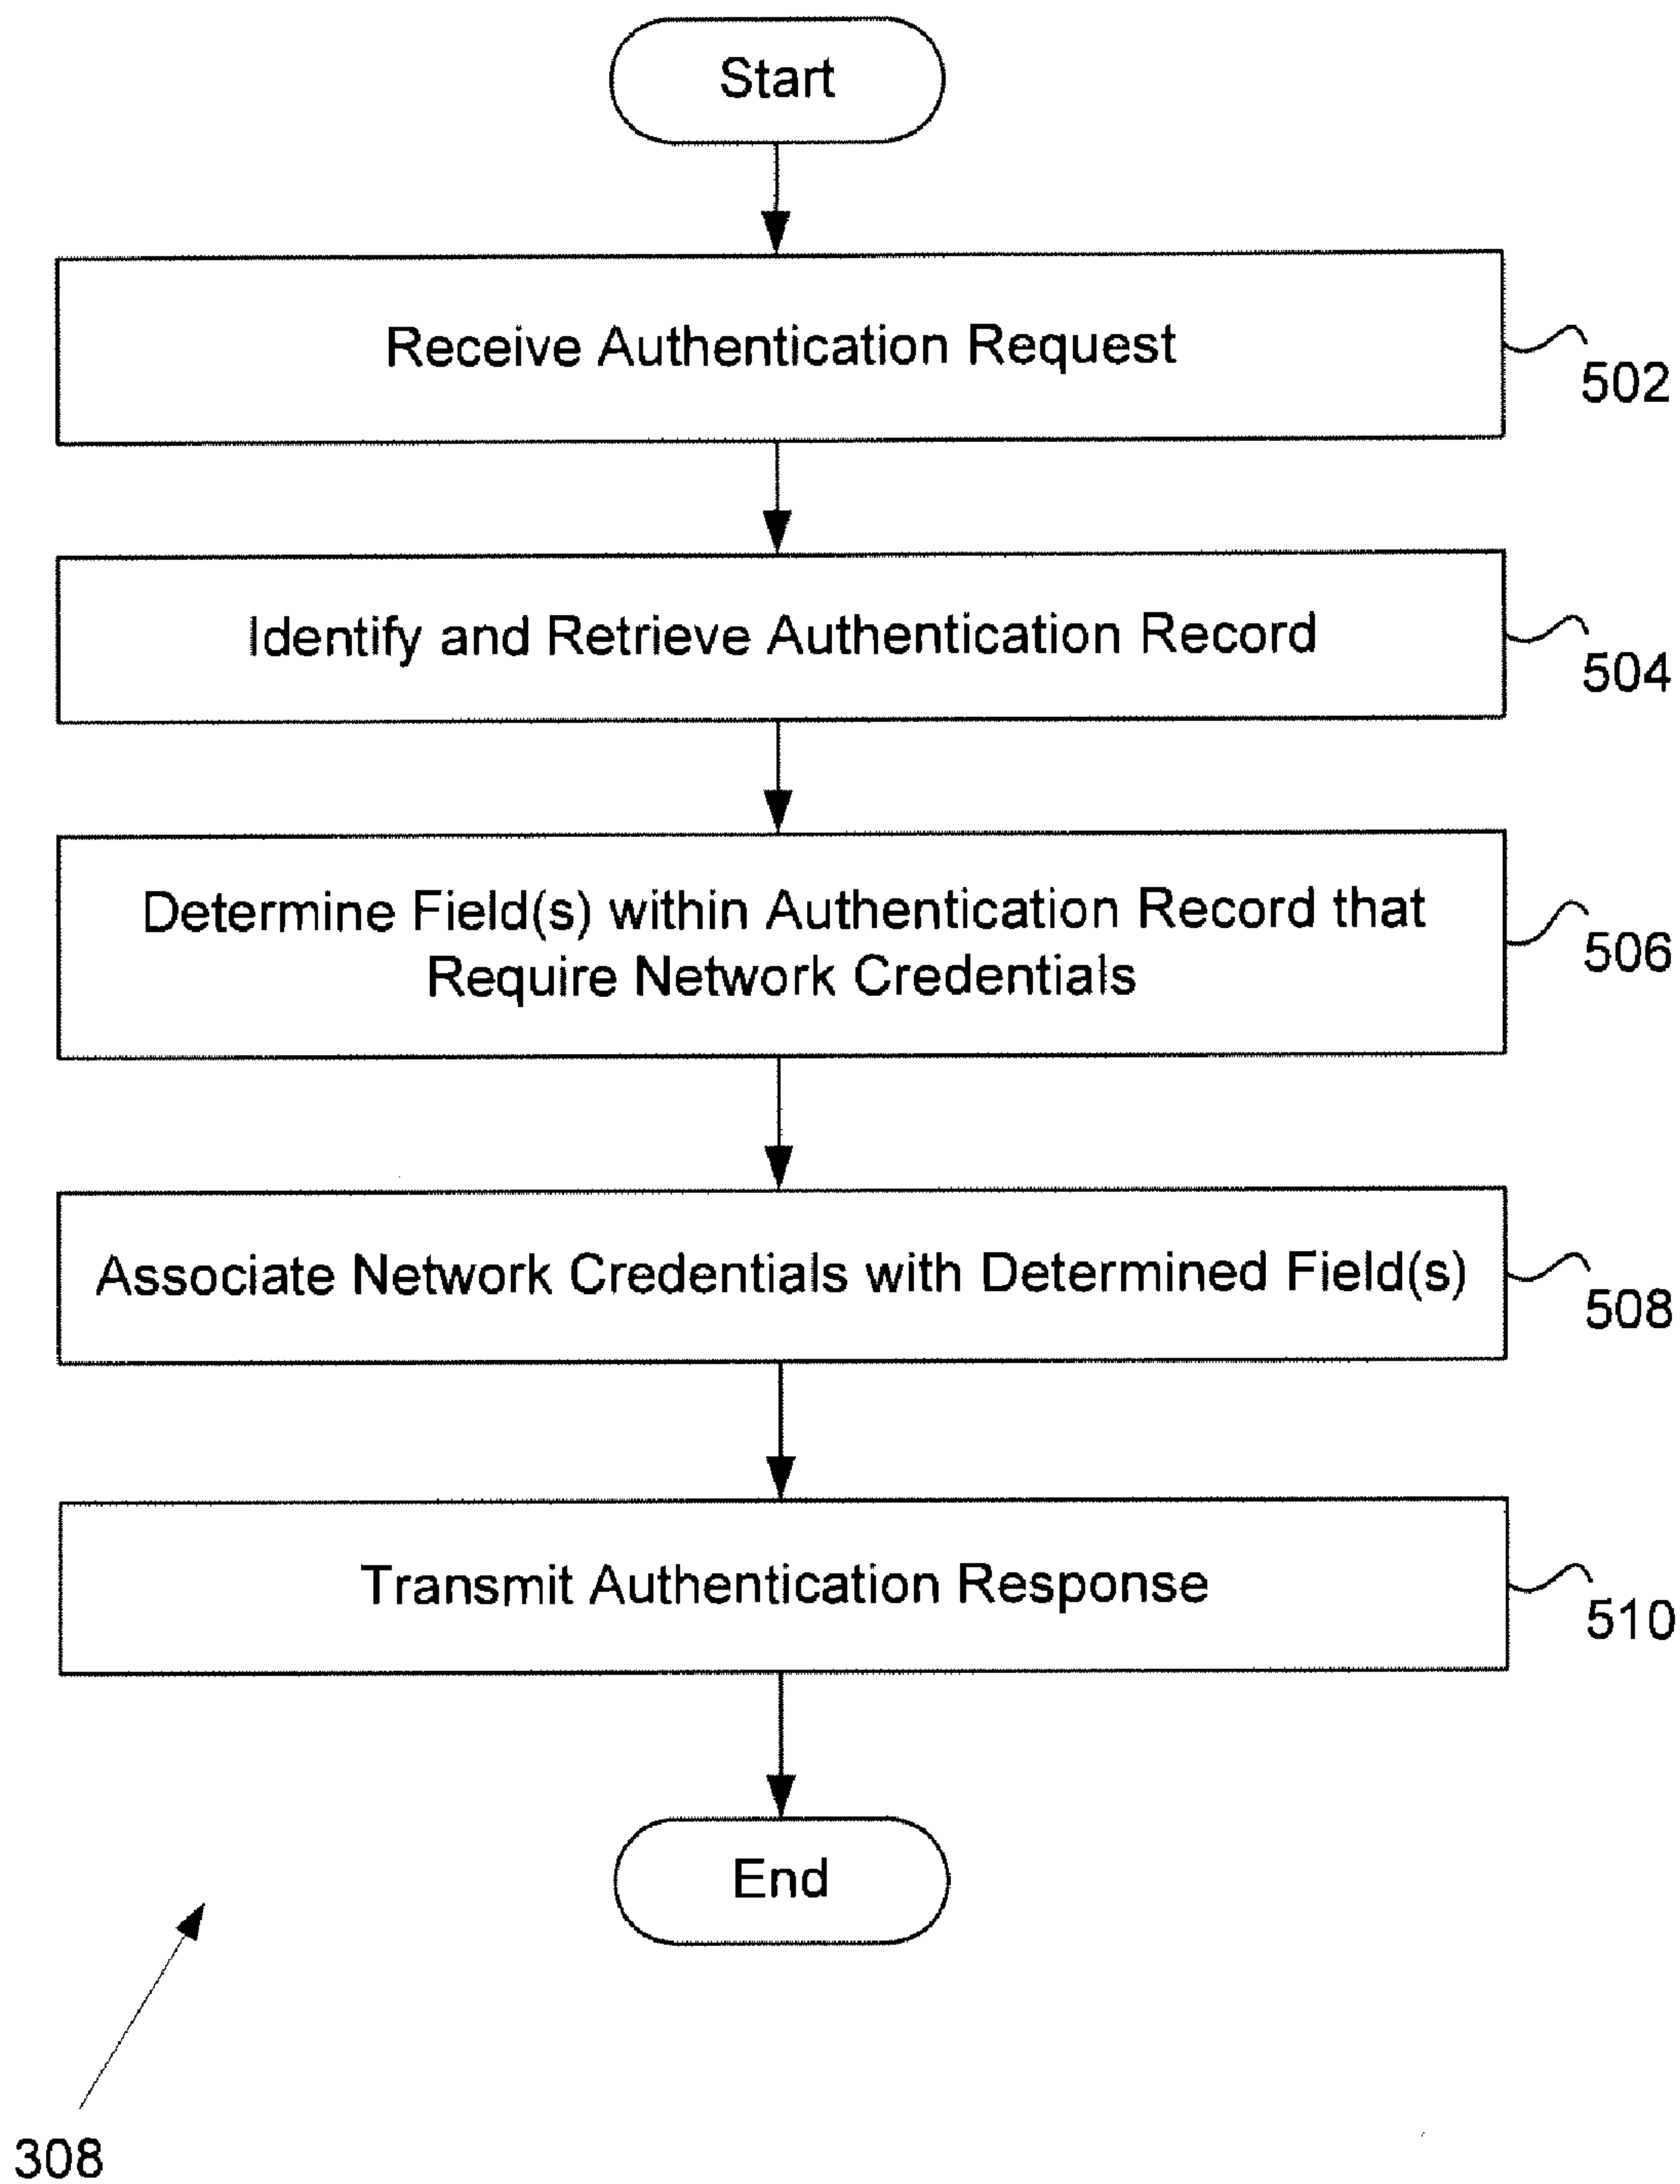 Start
Receive Authentication Request
502
Identify and Retrieve Authentication Record
504
Determine Field(s) within Authentication Record that
Require Network Credentials
506
Associate Network Credentials with Determined Field(s)
508
Transmit Authentication Response
510
End
308